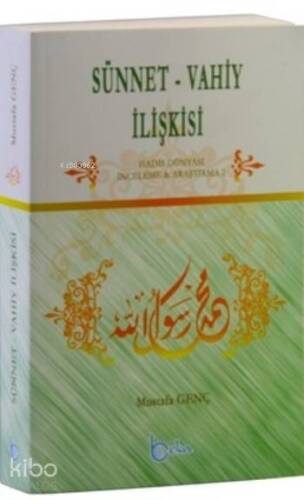 SÜNNET - VAHİY
İLİŞKİSİ
HADİS DÜNYASI
İNCELEME & ARAŞTIRMA 2
محمد رسول الله
Mustafa GENÇ
beka
Mustafa GENÇ
SÜNNET - VAHİY İLİŞKİSİ
kibo